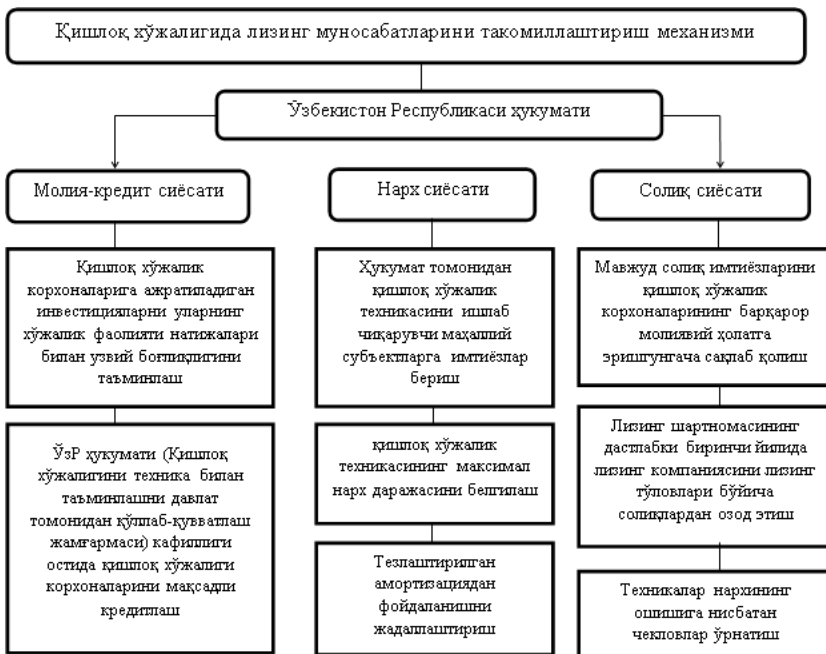 Қишлоқ хўжалигида лизинг муносабатларини такомиллаштириш механизми
Ўзбекистон Республикаси ҳукумати
Молия-кредит сиёсати
Нарх сиёсати
Солиқ сиёсати
Қишлоқ хўжалик
корхоналарига ажратиладиган
инвестицияларни уларнинг
хўжалик фаолияти натижалари
билан узвий боғлиқлигини
таъминлаш
ЎзР ҳукумати (Қишлоқ
хўжалигини техника билан
таъминлашни давлат
томонидан қўллаб-қувватлаш
жамғармаси) кафиллиги
остида қишлоқ хўжалиги
корхоналарини мақсадли
кредитлаш
Ҳукумат томонидан
қишлоқ хўжалик
техникасини ишлаб
чиқарувчи маҳаллий
субъектларга имтиёзлар
бериш
қишлоқ хўжалик
техникасининг максимал
нарх даражасини белгилаш
Тезлаштирилган
амортизациядан
фойдаланишни
жадаллаштириш
Мавжуд солиқ имтиёзларини
қишлоқ хўжалик
корхоналарининг барқарор
молиявий ҳолатга
эришгунгача сақлаб қолиш
Лизинг шартномасининг
дастлабки биринчи йилида
лизинг компаниясини лизинг
тўловлари бўйича
солиқлардан озод этиш
Техникалар нархининг
ошишига нисбатан
чекловлар ўрнатиш